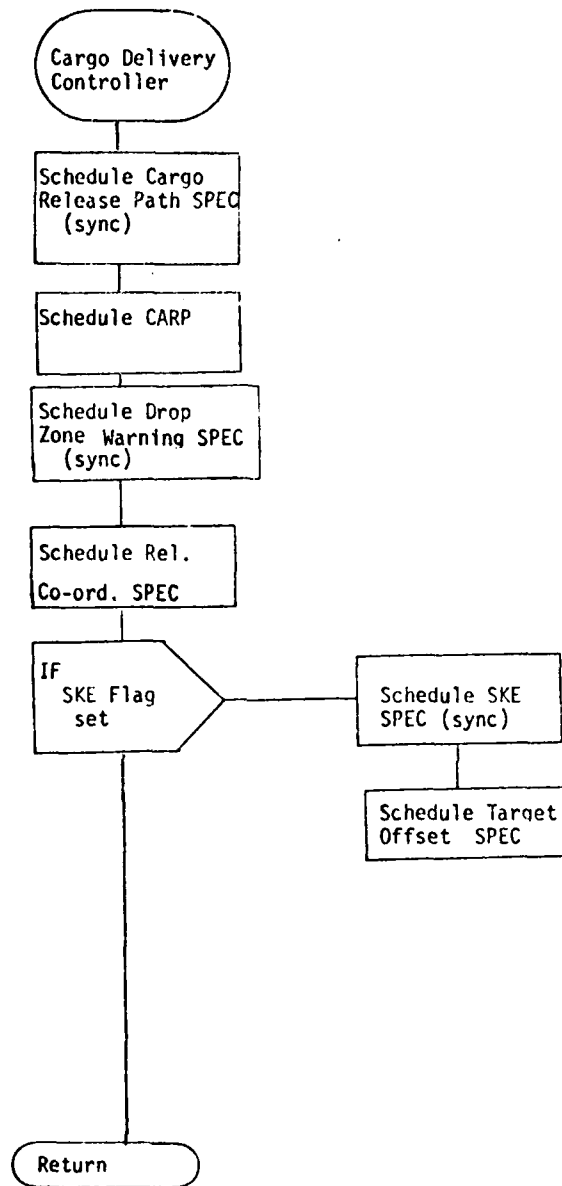 Cargo Delivery
Controller
Schedule Cargo
Release Path SPEC
(sync)
Schedule CARP
Schedule Drop
Zone Warning SPEC
(sync)
Schedule Rel.
Co-ord. SPEC
IF
SKE Flag
set
Schedule SKE
SPEC (sync)
Schedule Target
Offset SPEC
Return